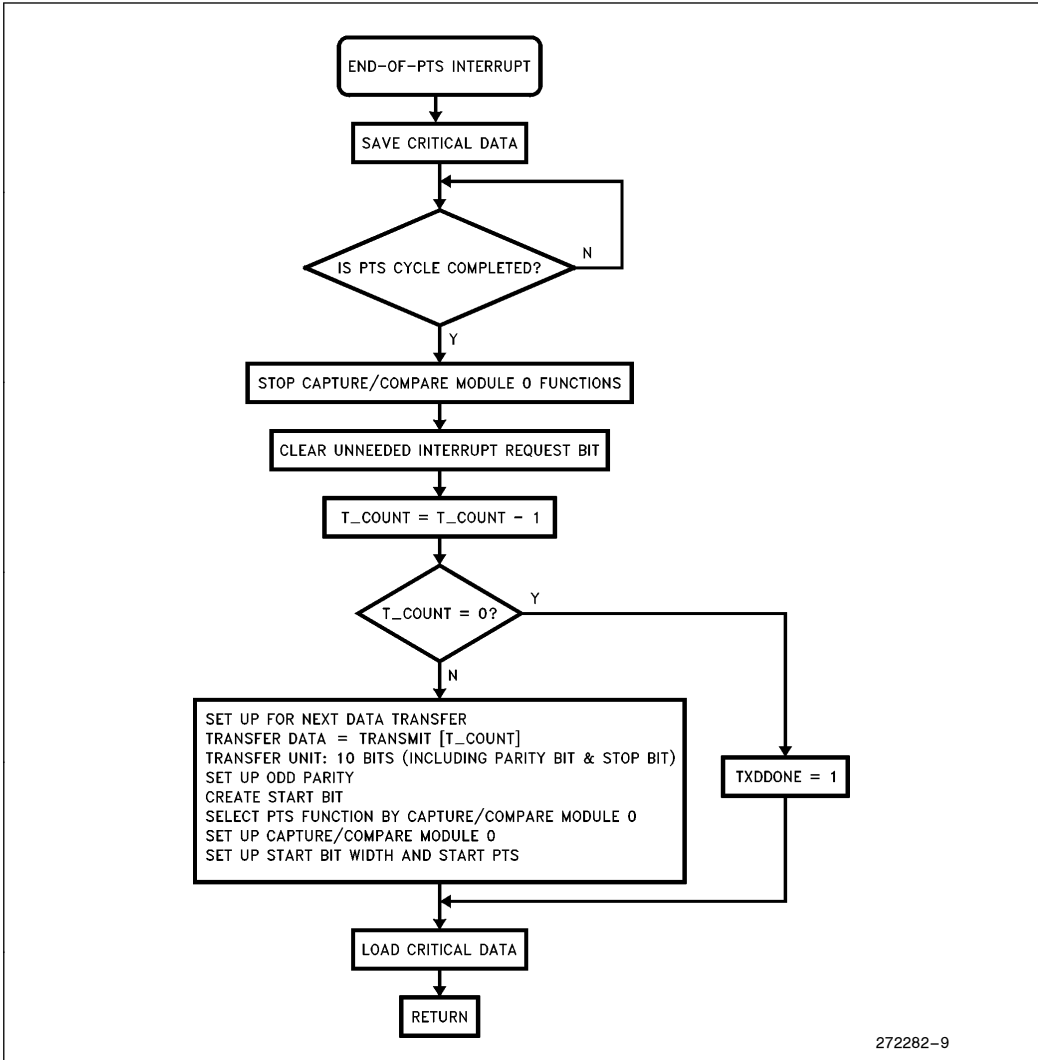 END-OF-PTS INTERRUPT
SAVE CRITICAL DATA
IS PTS CYCLE COMPLETED?
N
Y
STOP CAPTURE/COMPARE MODULE 0 FUNCTIONS
CLEAR UNNEEDED INTERRUPT REQUEST BIT
T_COUNT = T_COUNT - 1
T_COUNT = 0?
Y
N
SET UP FOR NEXT DATA TRANSFER
TRANSFER DATA = TRANSMIT [T_COUNT]
TRANSFER UNIT: 10 BITS (INCLUDING PARITY BIT & STOP BIT)
SET UP ODD PARITY
CREATE START BIT
SELECT PTS FUNCTION BY CAPTURE/COMPARE MODULE 0
SET UP CAPTURE/COMPARE MODULE 0
SET UP START BIT WIDTH AND START PTS
TXDDONE = 1
LOAD CRITICAL DATA
RETURN
272282-9